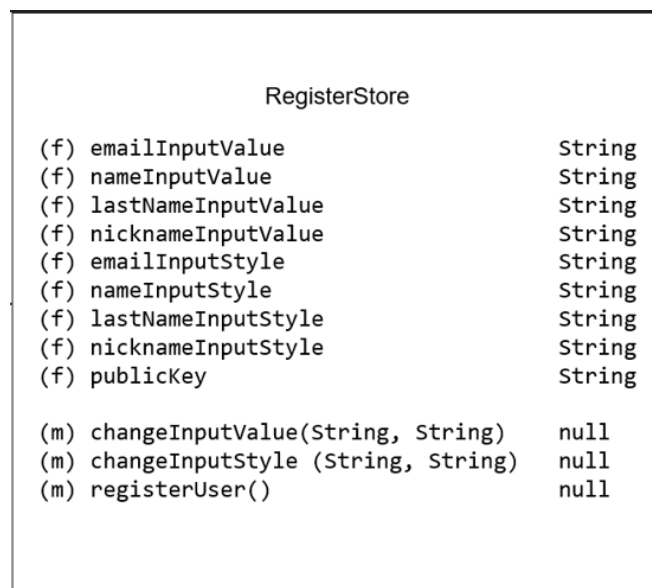 RegisterStore
(f) emailInputValue String
(f) nameInputValue String
(f) lastNameInputValue String
(f) nicknameInputValue String
(f) emailInputStyle String
(f) nameInputStyle String
(f) lastNameInputStyle String
(f) nicknameInputStyle String
(f) publicKey String
(m) changeInputValue(String, String) null
(m) changeInputStyle (String, String) null
(m) registerUser() null